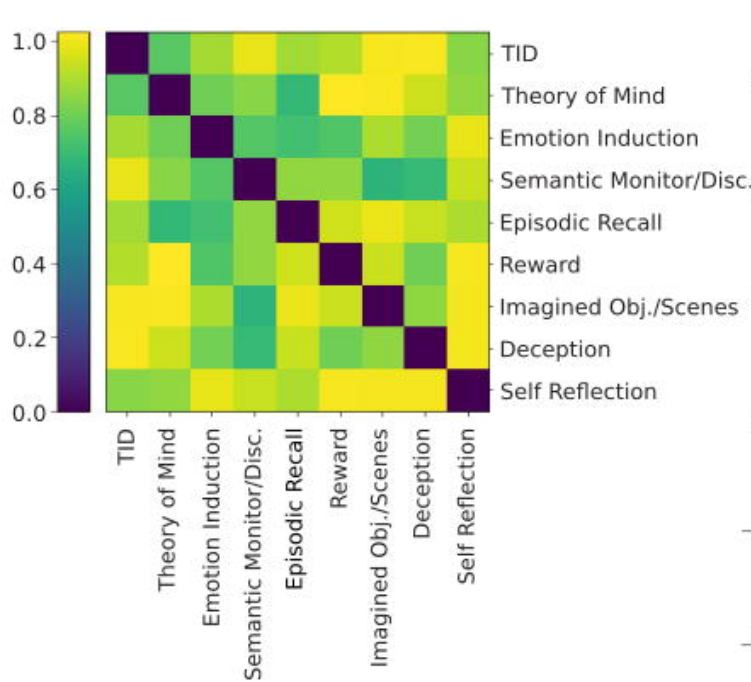 1.0
0.8
0.6
0.4
0.2
0.0
TID
Theory of Mind
Emotion Induction
Semantic Monitor/Disc.
Episodic Recall
Reward
Imagined Obj./Scenes
Deception
Self Reflection
TID
Theory of Mind
Emotion Induction
Semantic Monitor/Disc.
Episodic Recall
Reward
Imagined Obj./Scenes
Deception
Self Reflection